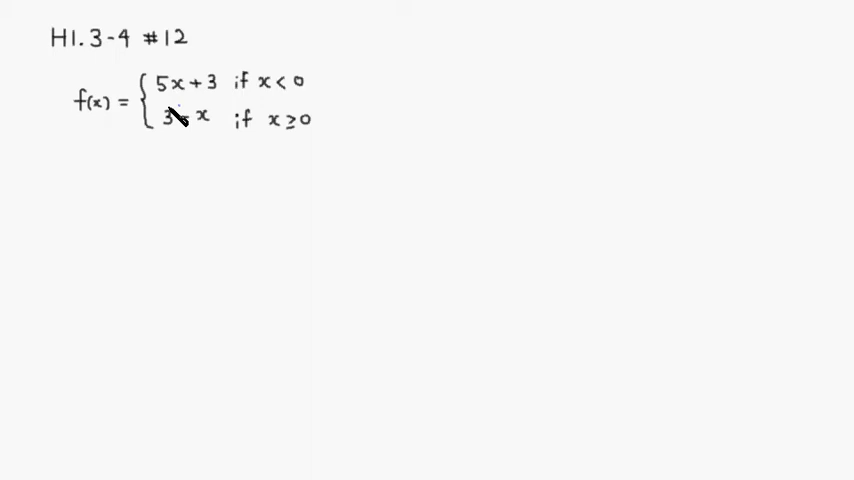 H1.3-4 #12
f(x) = { 5x+3 if x < 0
3 - x if x ≥ 0